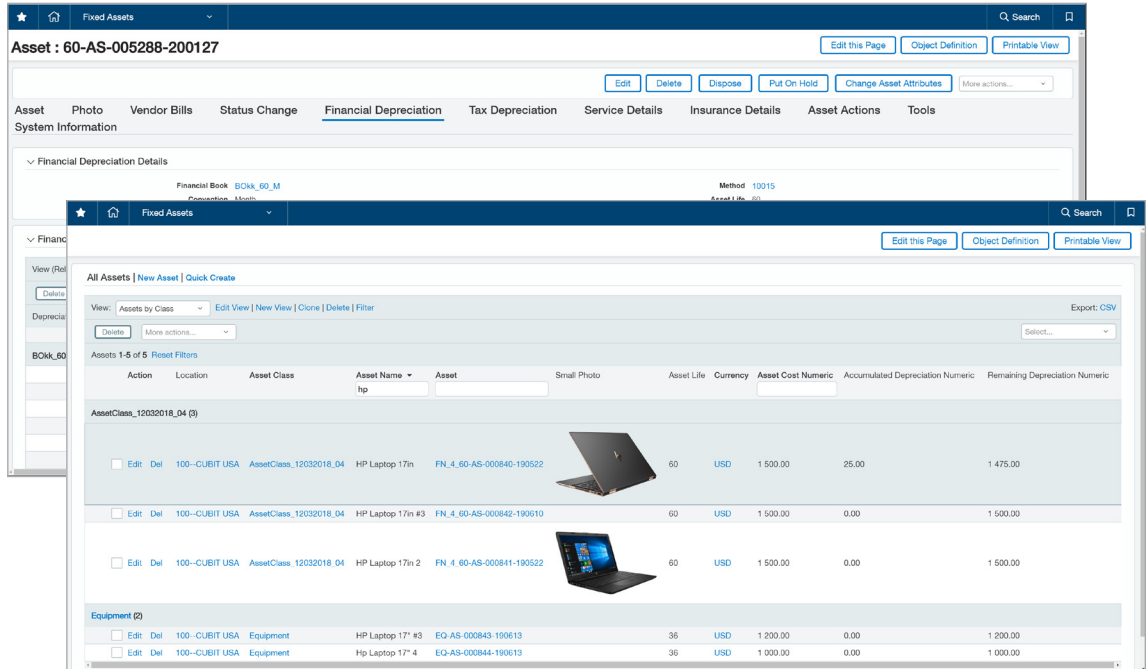 Fixed Assets Search
Asset : 60-AS-005288-200127 Edit this Page Object Definition Printable View
Edit Delete Dispose Put On Hold Change Asset Attributes More actions...
Asset Photo Vendor Bills Status Change Financial Depreciation Tax Depreciation Service Details Insurance Details Asset Actions Tools
System Information
Financial Depreciation Details
Financial Book BOkk_60_M Method 10015
Convention Month Asset Life 60
Financ
View (Rel
Delete
Deprecia
BOkk_60
Fixed Assets Search
Edit this Page Object Definition Printable View
All Assets | New Asset | Quick Create
View: Assets by Class Edit View | New View | Clone | Delete | Filter Export: CSV
Delete More actions... Select...
Assets 1-5 of 5 Reset Filters
Action Location Asset Class Asset Name Asset Small Photo Asset Life Currency Asset Cost Numeric Accumulated Depreciation Numeric Remaining Depreciation Numeric
hp
AssetClass_12032018_04 (3)
Edit Del 100--CUBIT USA AssetClass_12032018_04 HP Laptop 17in FN_4_60-AS-000840-190522 60 USD 1 500.00 25.00 1 475.00
Edit Del 100--CUBIT USA AssetClass_12032018_04 HP Laptop 17in #3 FN_4_60-AS-000842-190610 60 USD 1 500.00 0.00 1 500.00
Edit Del 100--CUBIT USA AssetClass_12032018_04 Hp Laptop 17in 2 FN_4_60-AS-000841-190522 60 USD 1 500.00 0.00 1 500.00
Equipment (2)
Edit Del 100--CUBIT USA Equipment Hp Laptop 17" #3 EQ-AS-000843-190613 36 USD 1 200.00 0.00 1 200.00
Edit Del 100--CUBIT USA Equipment Hp Laptop 17" 4 EQ-AS-000844-190613 36 USD 1 000.00 0.00 1 000.00